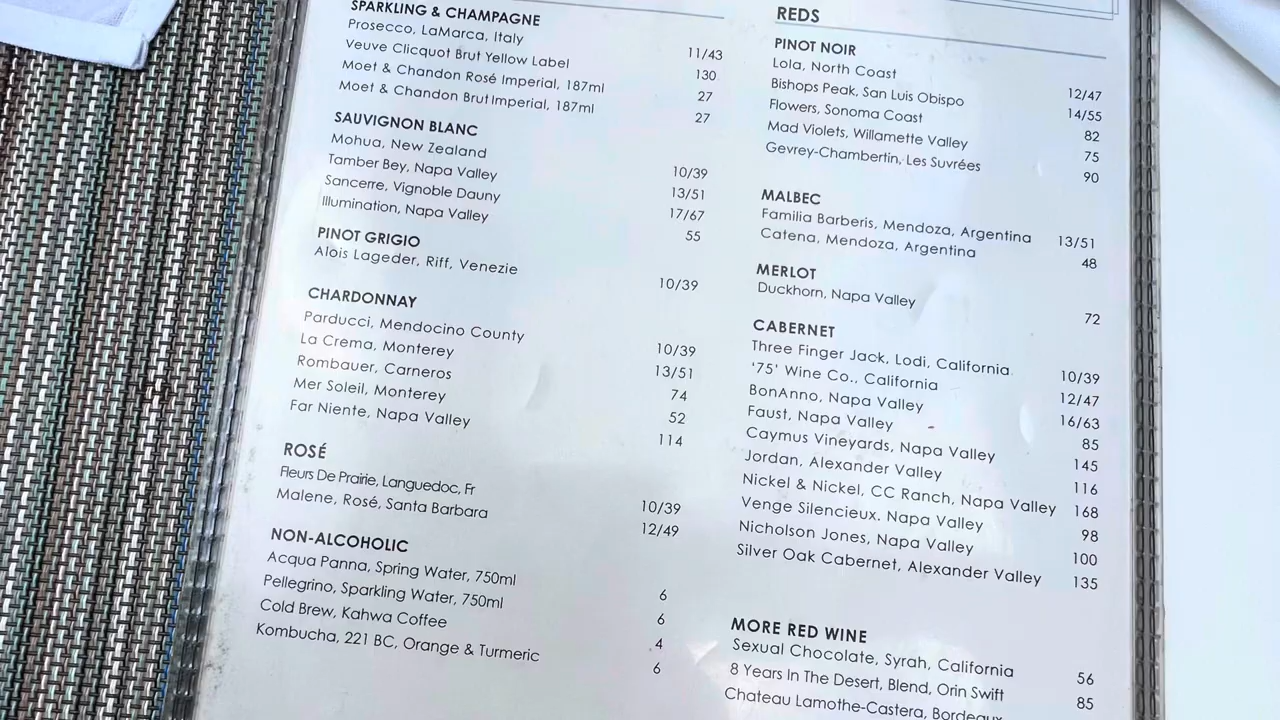 SPARKLING & CHAMPAGNE
Prosecco, LaMarca, Italy 11/43
Veuve Clicquot Brut Yellow Label 130
Moet & Chandon Rosé Imperial, 187ml 27
Moet & Chandon Brut Imperial, 187ml 27
SAUVIGNON BLANC
Mohua, New Zealand 10/39
Tamber Bey, Napa Valley 13/51
Sancerre, Vignoble Dauny 17/67
Illumination, Napa Valley 55
PINOT GRIGIO
Alois Lageder, Riff, Venezie 10/39
CHARDONNAY
Parducci, Mendocino County 10/39
La Crema, Monterey 13/51
Rombauer, Carneros 74
Mer Soleil, Monterey 52
Far Niente, Napa Valley 114
ROSÉ
Fleurs De Prairie, Languedoc, Fr 10/39
Malene, Rosé, Santa Barbara 12/49
NON-ALCOHOLIC
Acqua Panna, Spring Water, 750ml 6
Pellegrino, Sparkling Water, 750ml 6
Cold Brew, Kahwa Coffee 4
Kombucha, 221 BC, Orange & Turmeric 6
REDS
PINOT NOIR
Lola, North Coast 12/47
Bishops Peak, San Luis Obispo 14/55
Flowers, Sonoma Coast 82
Mad Violets, Willamette Valley 75
Gevrey-Chambertin, Les Suvrées 90
MALBEC
Familia Barberis, Mendoza, Argentina 13/51
Catena, Mendoza, Argentina 48
MERLOT
Duckhorn, Napa Valley 72
CABERNET
Three Finger Jack, Lodi, California 10/39
‘75’ Wine Co., California 12/47
BonAnno, Napa Valley 16/63
Faust, Napa Valley 85
Caymus Vineyards, Napa Valley 145
Jordan, Alexander Valley 116
Nickel & Nickel, CC Ranch, Napa Valley 168
Venge Silencieux. Napa Valley 98
Nicholson Jones, Napa Valley 100
Silver Oak Cabernet, Alexander Valley 135
MORE RED WINE
Sexual Chocolate, Syrah, California 56
8 Years In The Desert, Blend, Orin Swift 85
Chateau Lamothe-Castera, Bordeaux